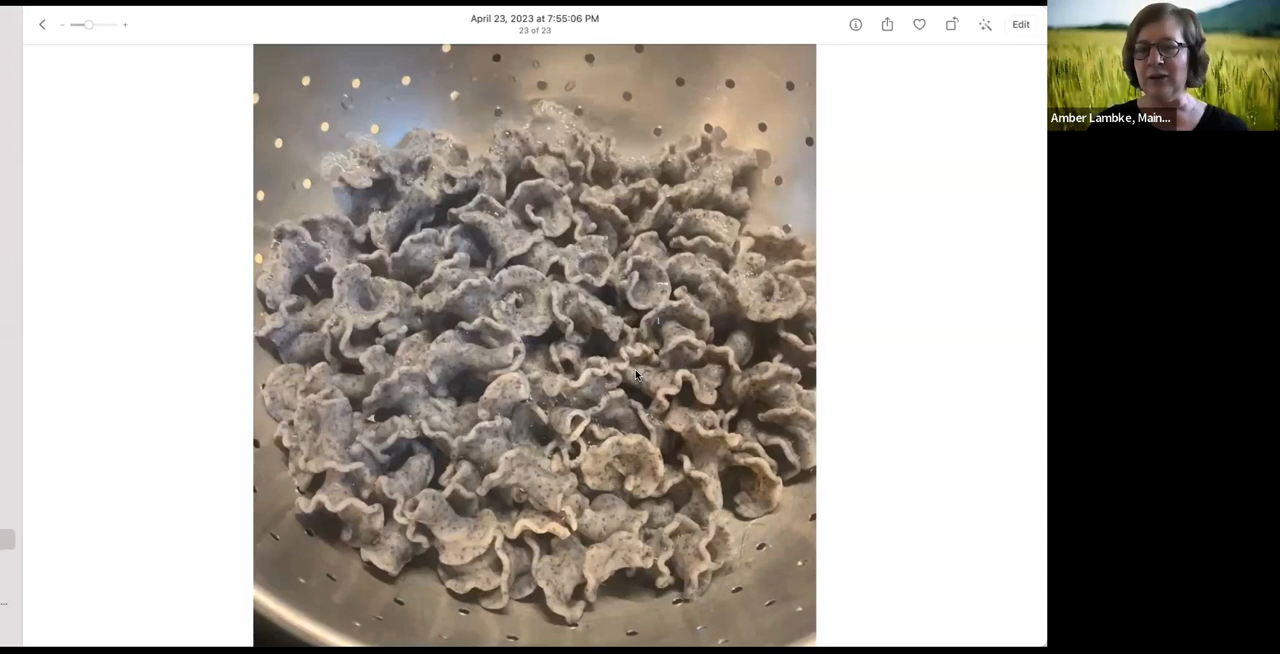 April 23, 2023 at 7:55:06 PM
23 of 23
Edit
Amber Lambke, Main...